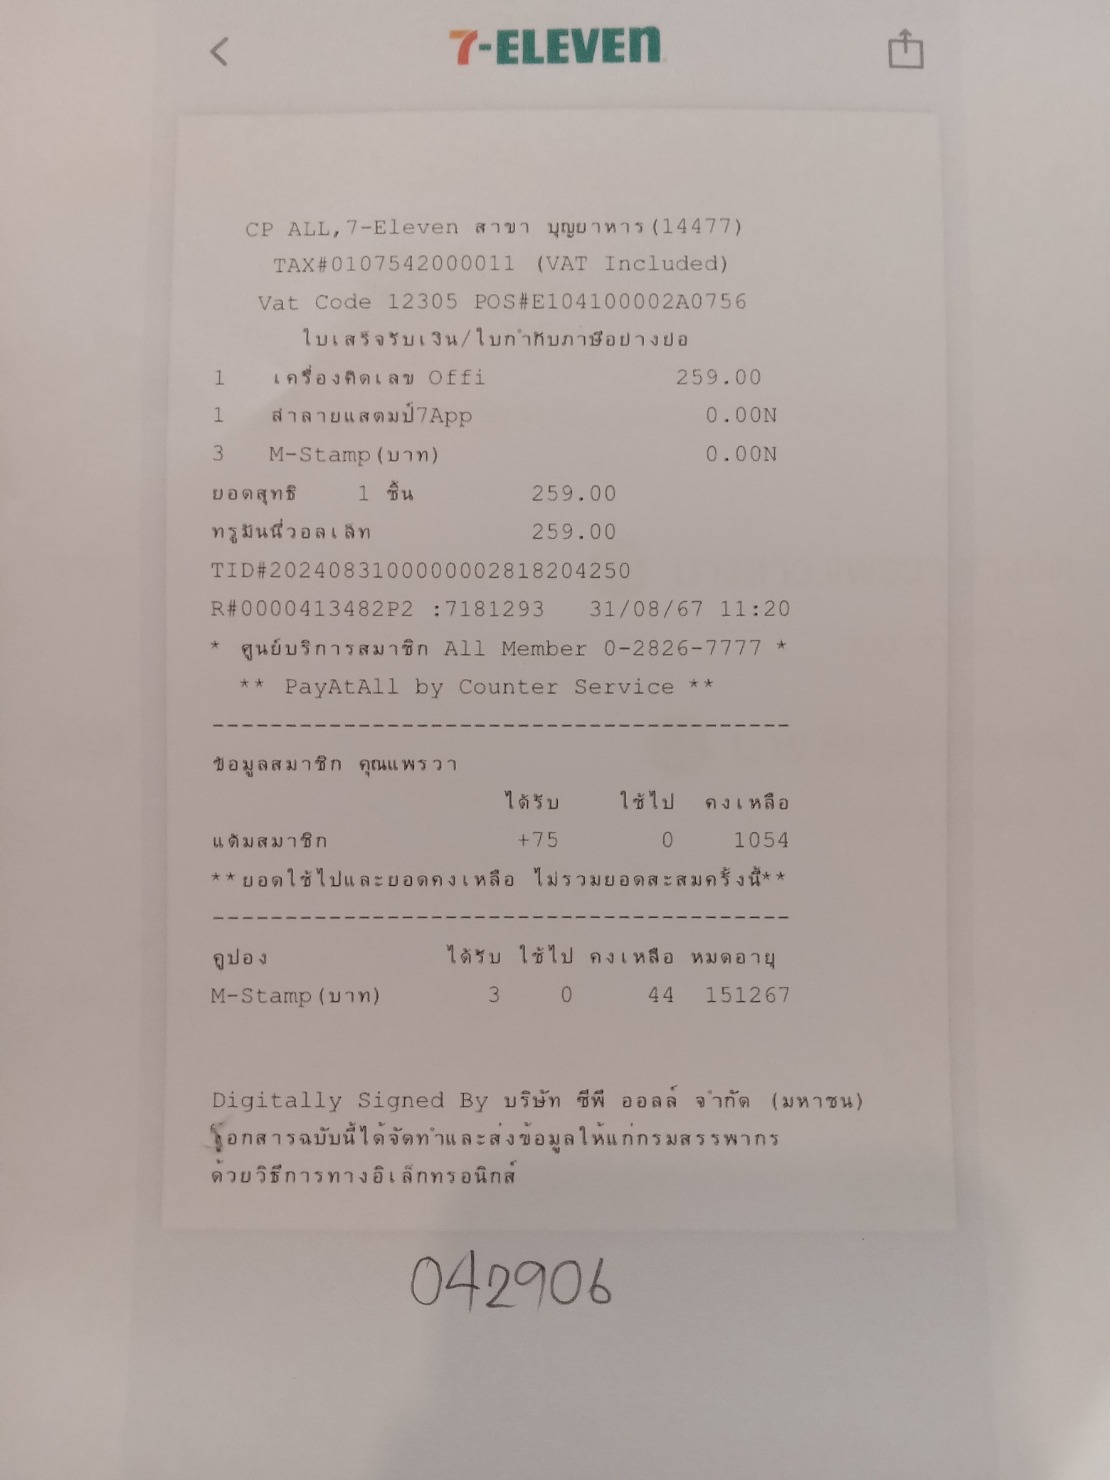 7-ELEVEN
CP ALL,7-Eleven สาขา บุญยาหาร(14477)
TAX#0107542000011 (VAT Included)
Vat Code 12305 POS#E104100002A0756
ใบเสร็จรับเงิน/ใบกำกับภาษีอย่างย่อ
1 เครื่องคิดเลข Offi 259.00
1 ส่าลายแสตมป์7App 0.00N
3 M-Stamp(บาท) 0.00N
ยอดสุทธิ 1 ชิ้น 259.00
ทรูมันนี่วอลเล็ท 259.00
TID#20240831000000002818204250
R#0000413482P2 :7181293 31/08/67 11:20
* ศูนย์บริการสมาชิก All Member 0-2826-7777 *
** PayAtAll by Counter Service **
----------------------------------------
ข้อมูลสมาชิก คุณแพรวา
ได้รับ ใช้ไป คงเหลือ
แต้มสมาชิก +75 0 1054
**ยอดใช้ไปและยอดคงเหลือ ไม่รวมยอดสะสมครั้งนี้**
----------------------------------------
คูปอง ได้รับ ใช้ไป คงเหลือ หมดอายุ
M-Stamp(บาท) 3 0 44 151267
Digitally Signed By บริษัท ซีพี ออลล์ จำกัด (มหาชน)
เอกสารฉบับนี้ได้จัดทำและส่งข้อมูลให้แก่กรมสรรพากร
ด้วยวิธีการทางอิเล็กทรอนิกส์
042906